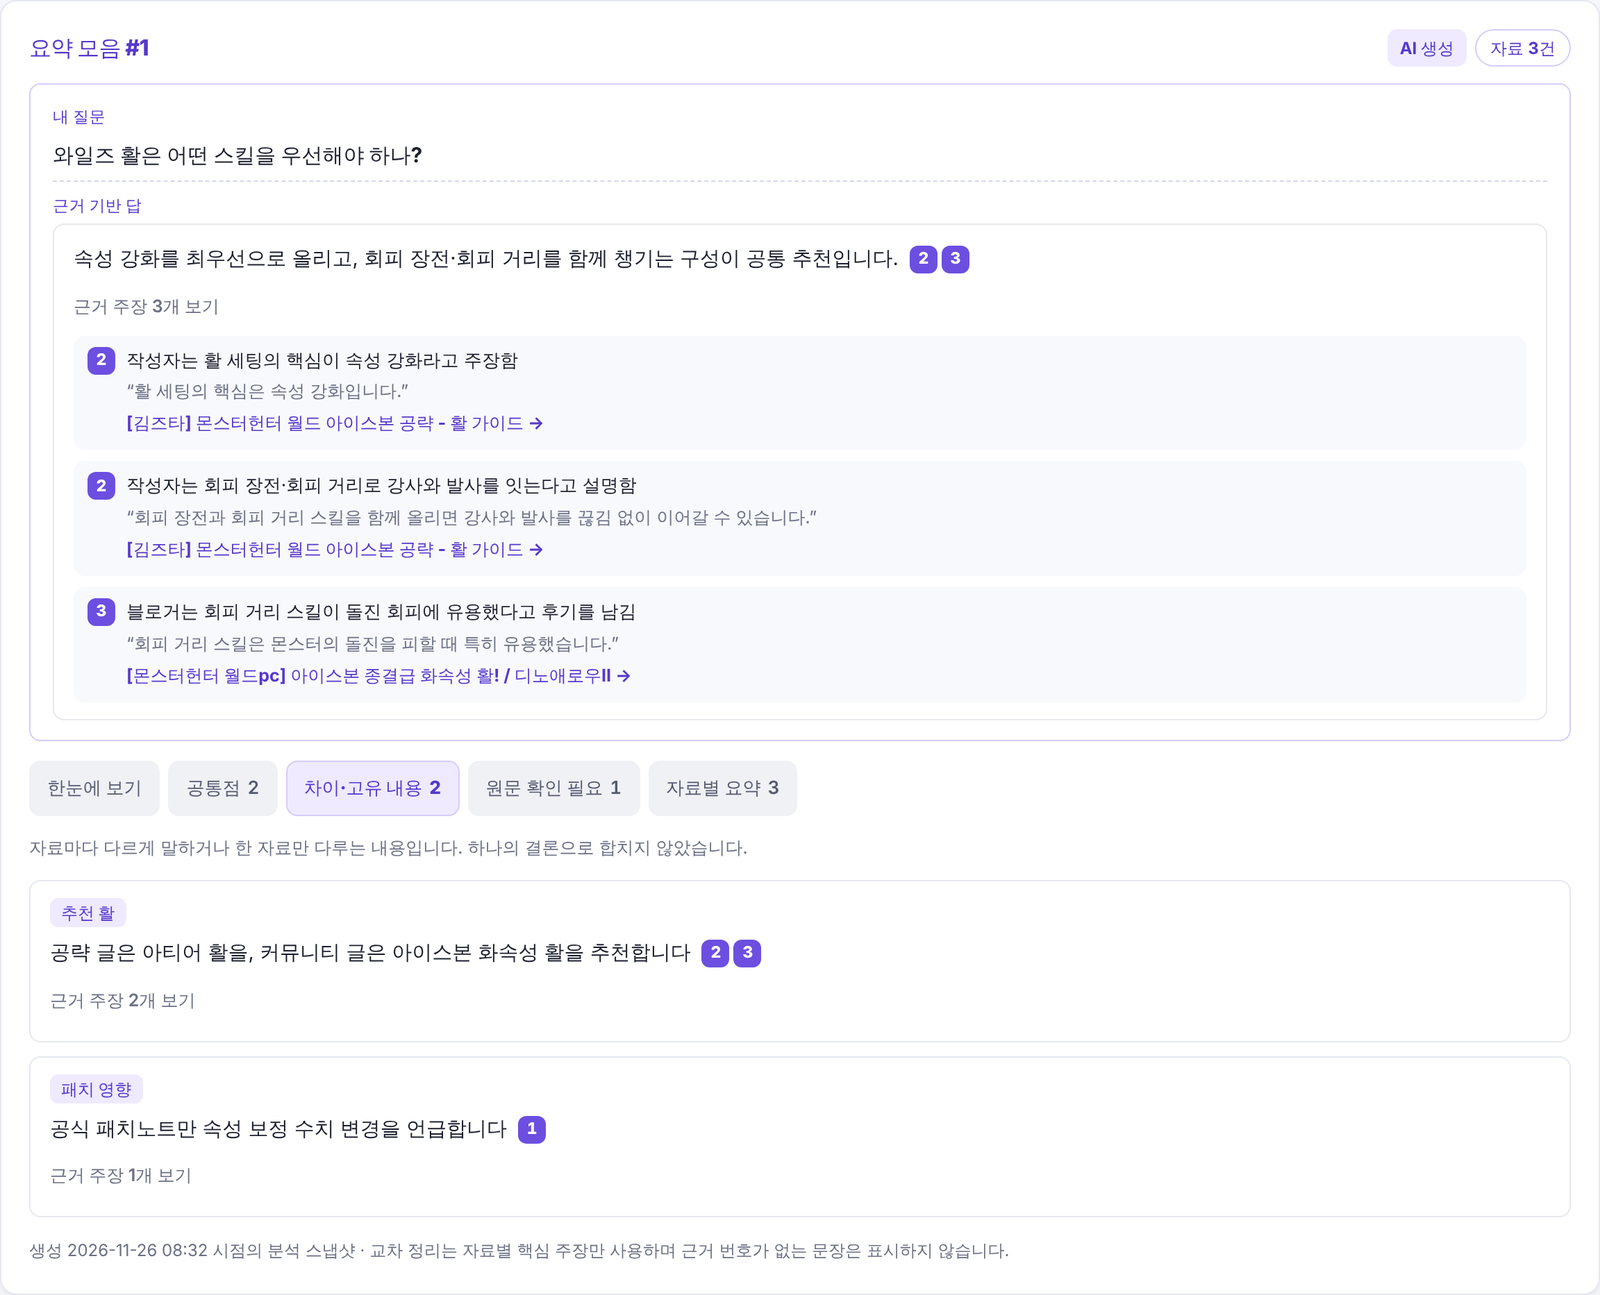 요약 모음 #1
AI 생성
자료 3건
내 질문
와일즈 활은 어떤 스킬을 우선해야 하나?
근거 기반 답
속성 강화를 최우선으로 올리고, 회피 장전·회피 거리를 함께 챙기는 구성이 공통 추천입니다. 2 3
근거 주장 3개 보기
2 작성자는 활 세팅의 핵심이 속성 강화라고 주장함
“활 세팅의 핵심은 속성 강화입니다.”
[김즈타] 몬스터헌터 월드 아이스본 공략 - 활 가이드 →
2 작성자는 회피 장전·회피 거리로 강사와 발사를 잇는다고 설명함
“회피 장전과 회피 거리 스킬을 함께 올리면 강사와 발사를 끊김 없이 이어갈 수 있습니다.”
[김즈타] 몬스터헌터 월드 아이스본 공략 - 활 가이드 →
3 블로거는 회피 거리 스킬이 돌진 회피에 유용했다고 후기를 남김
“회피 거리 스킬은 몬스터의 돌진을 피할 때 특히 유용했습니다.”
[몬스터헌터 월드pc] 아이스본 종결급 화속성 활! / 디노애로우II →
한눈에 보기
공통점 2
차이·고유 내용 2
원문 확인 필요 1
자료별 요약 3
자료마다 다르게 말하거나 한 자료만 다루는 내용입니다. 하나의 결론으로 합치지 않았습니다.
추천 활
공략 글은 아티어 활을, 커뮤니티 글은 아이스본 화속성 활을 추천합니다 2 3
근거 주장 2개 보기
패치 영향
공식 패치노트만 속성 보정 수치 변경을 언급합니다 1
근거 주장 1개 보기
생성 2026-11-26 08:32 시점의 분석 스냅샷 · 교차 정리는 자료별 핵심 주장만 사용하며 근거 번호가 없는 문장은 표시하지 않습니다.